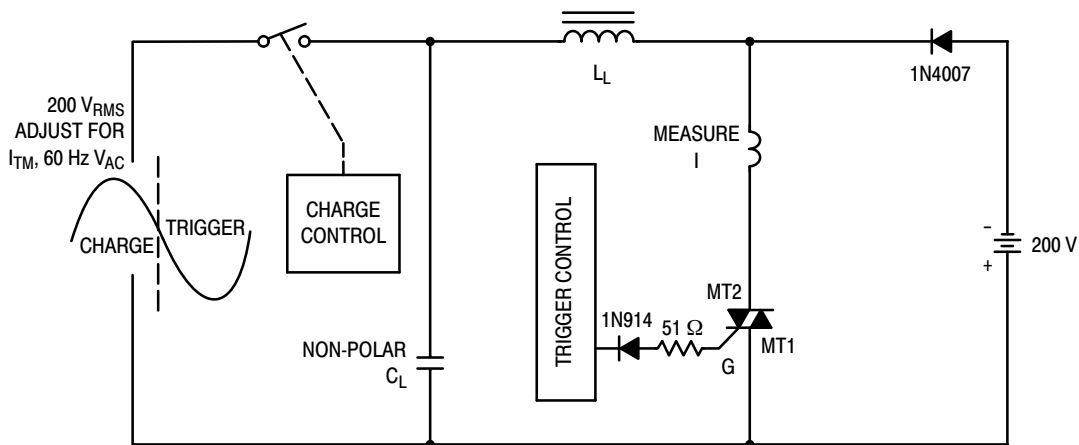 L_L
1N4007
200 V_RMS
ADJUST FOR
I_TM, 60 Hz V_AC
MEASURE
I
TRIGGER
CHARGE
CHARGE
CONTROL
TRIGGER CONTROL
-
+
200 V
MT2
1N914
51 Ω
MT1
G
NON-POLAR
C_L